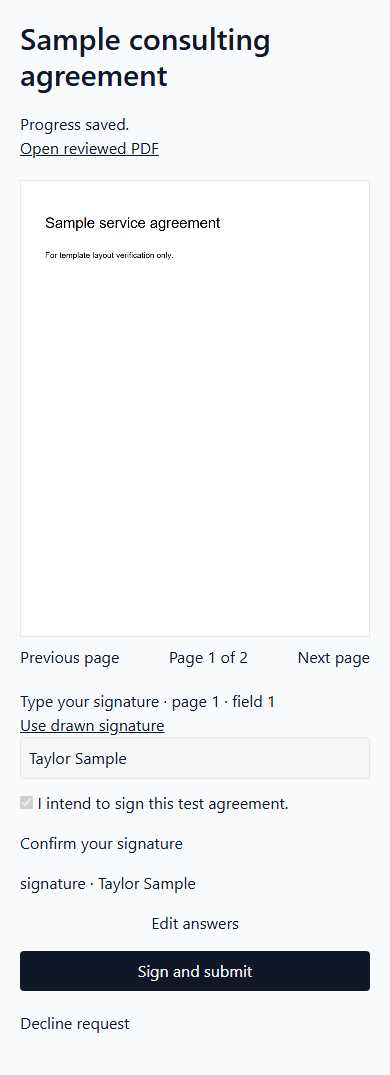 Sample consulting
agreement
Progress saved.
Open reviewed PDF
Sample service agreement
For template layout verification only.
Previous page Page 1 of 2 Next page
Type your signature · page 1 · field 1
Use drawn signature
Taylor Sample
I intend to sign this test agreement.
Confirm your signature
signature · Taylor Sample
Edit answers
Sign and submit
Decline request